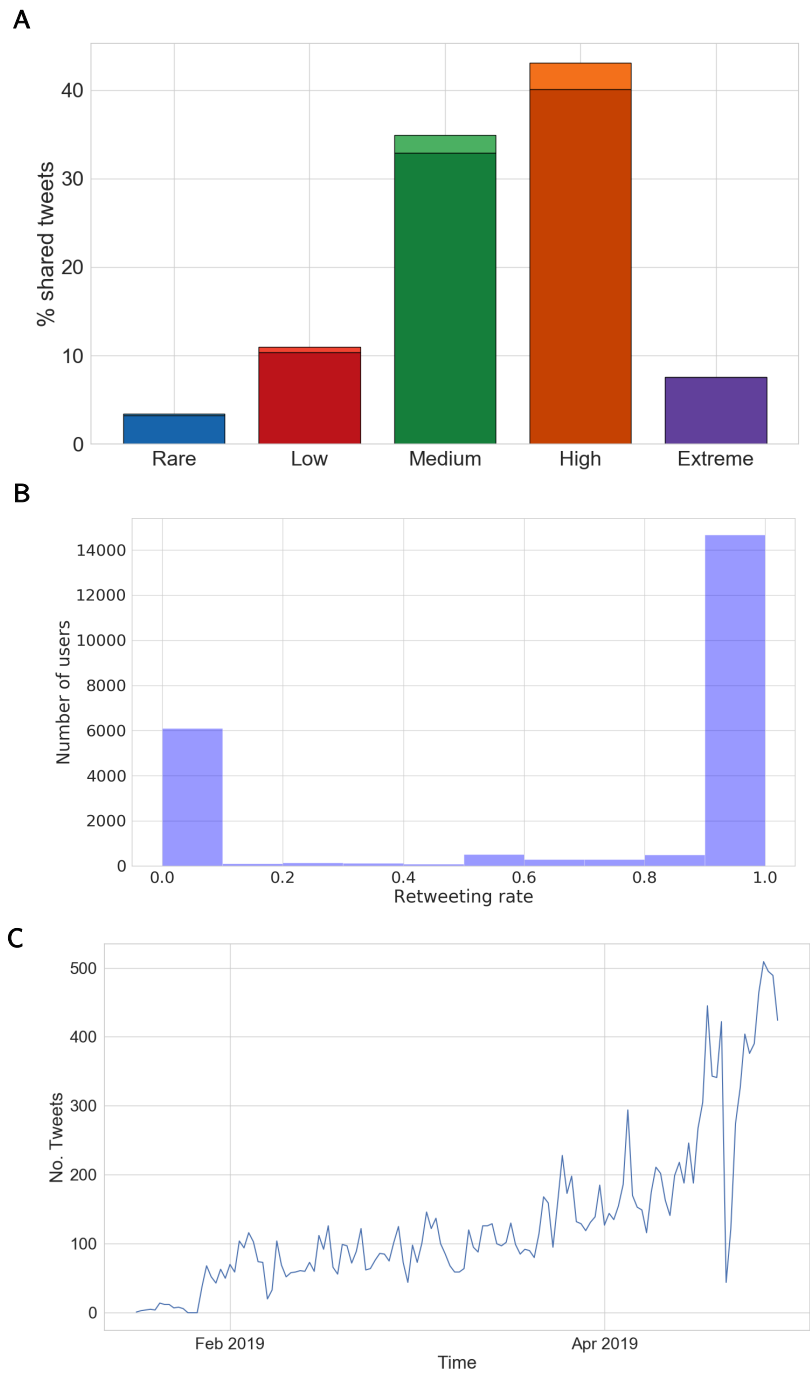 A
% shared tweets
40
30
20
10
0
Rare Low Medium High Extreme
B
Number of users
14000
12000
10000
8000
6000
4000
2000
0
0.0 0.2 0.4 0.6 0.8 1.0
Retweeting rate
C
No. Tweets
500
400
300
200
100
0
Feb 2019 Apr 2019
Time